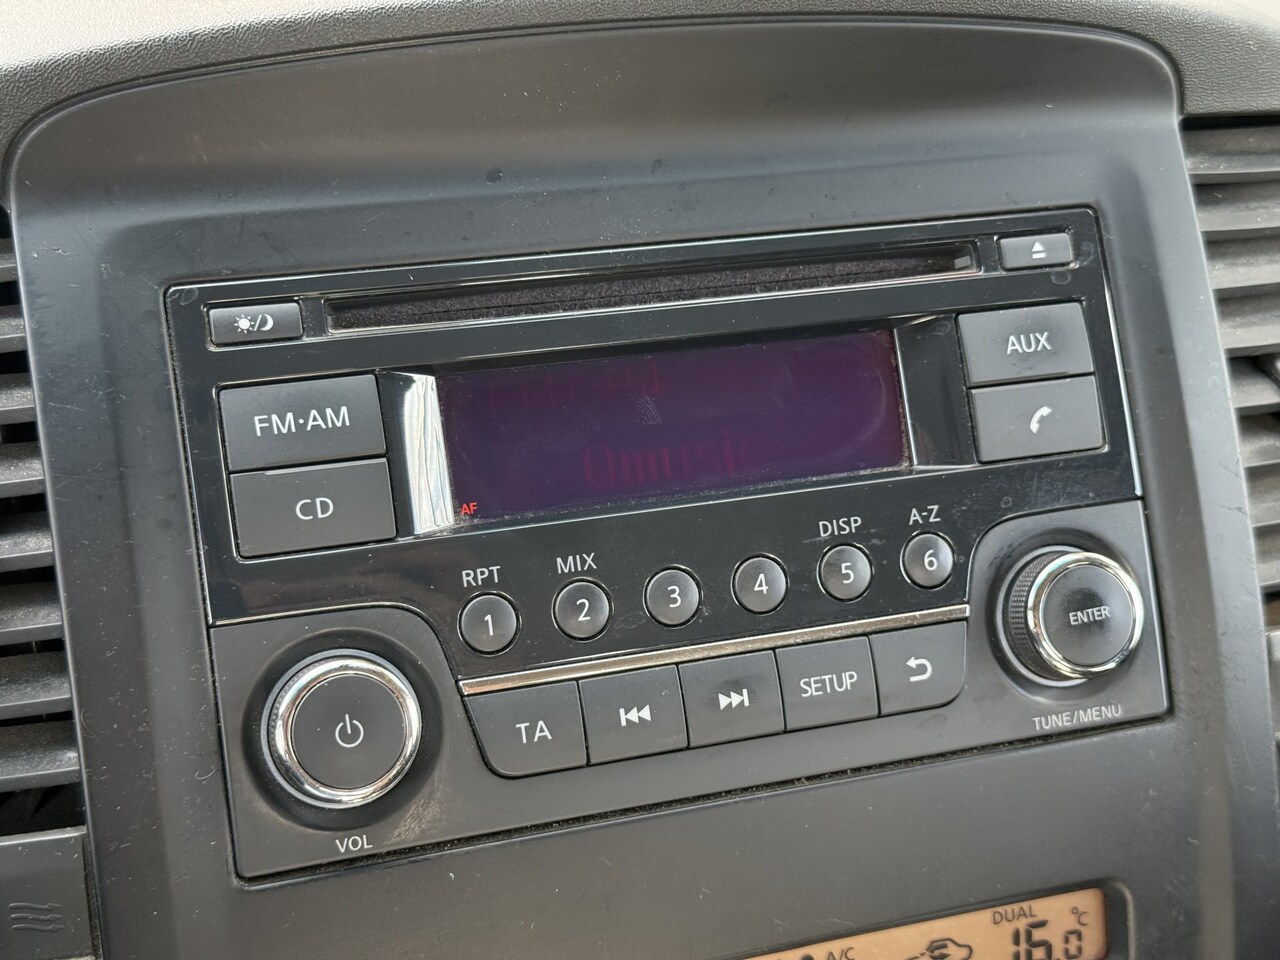 AUX
FM·AM
Qmusic
CD
AF
DISP
A-Z
RPT
MIX
1
2
3
4
5
6
ENTER
TA
SETUP
TUNE/MENU
VOL
DUAL
A/C
16.0
°C